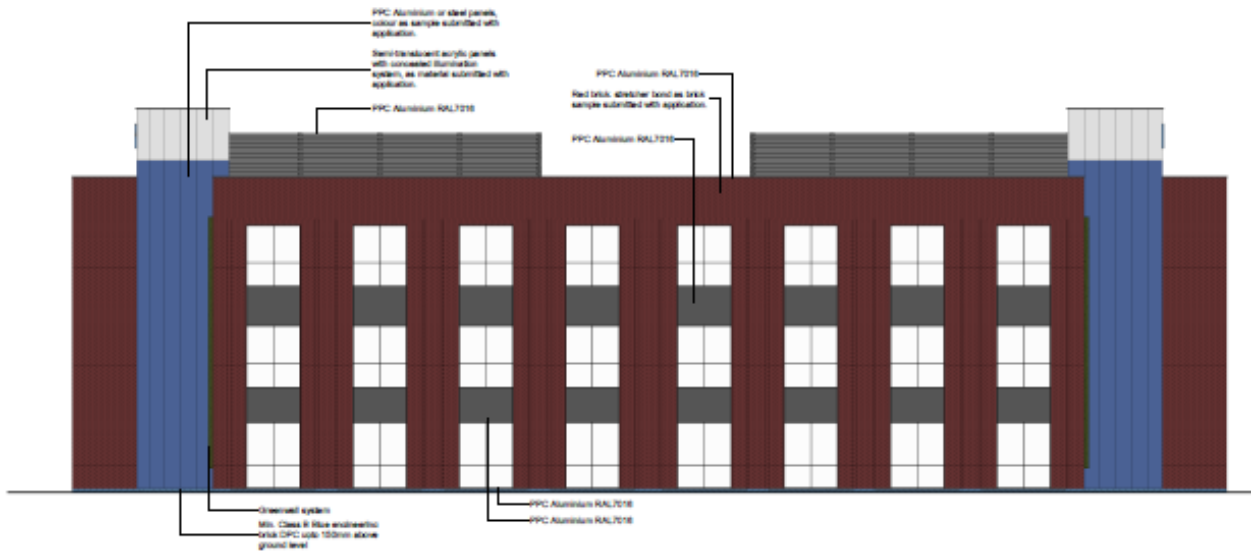 PPC Aluminium or steel panels,
colour as sample submitted with
application.
Semi-translucent acrylic panels
with concealed illumination
system, as material submitted with
application.
PPC Aluminium RAL7016
PPC Aluminium RAL7016
Red brick stretcher bond as brick
sample submitted with application.
PPC Aluminium RAL7016
PPC Aluminium RAL7016
PPC Aluminium RAL7016
Greenwall system
Min. Class B Blue engineering
brick DPC upto 150mm above
ground level